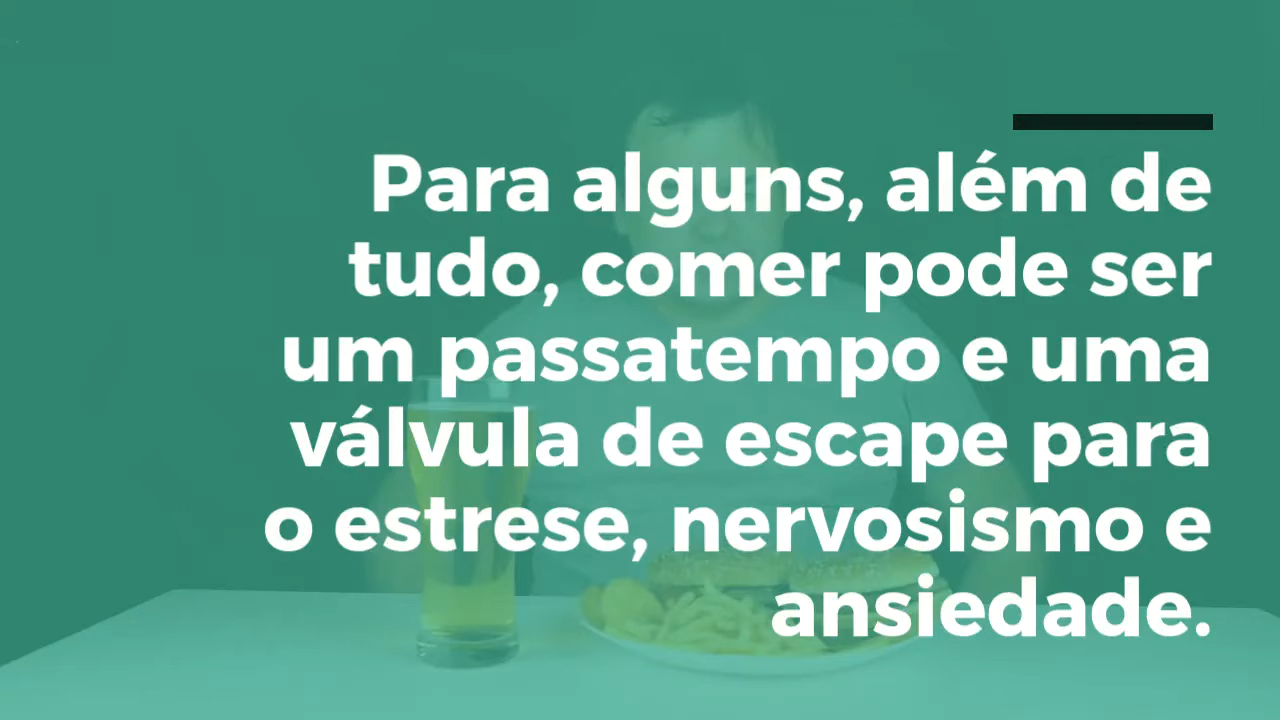 Para alguns, além de
tudo, comer pode ser
um passatempo e uma
válvula de escape para
o estrese, nervosismo e
ansiedade.